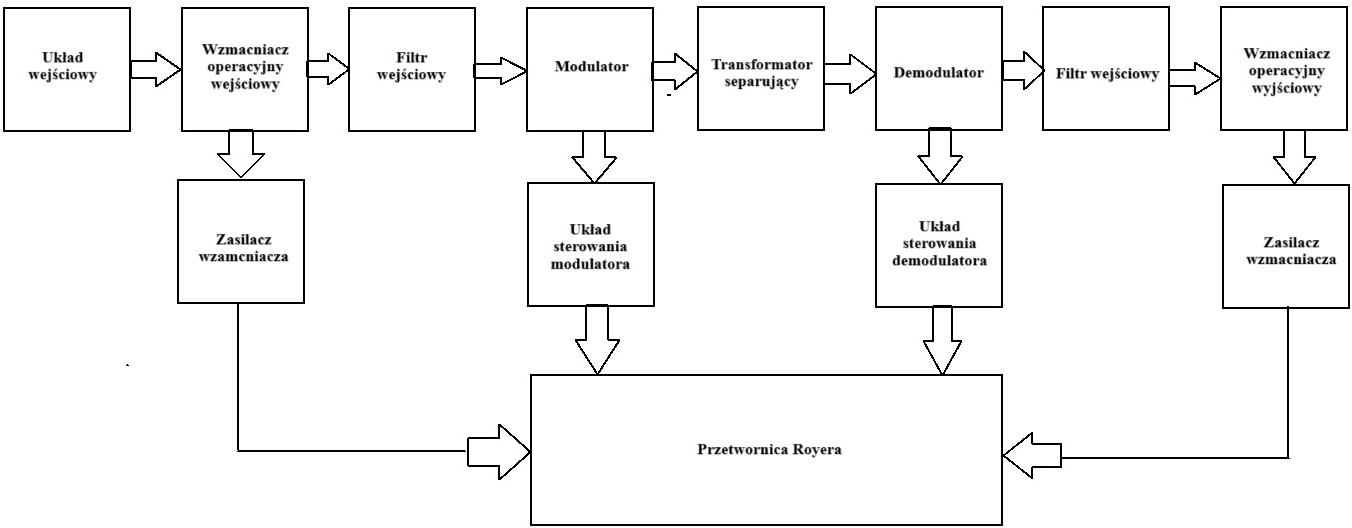 Układ
wejściowy
Wzmacniacz
operacyjny
wejściowy
Filtr
wejściowy
Modulator
Transformator
separujący
Demodulator
Filtr wejściowy
Wzmacniacz
operacyjny
wyjściowy
Zasilacz
wzamcniacza
Układ
sterowania
modulatora
Układ
sterowania
demodulatora
Zasilacz
wzmacniacza
Przetwornica Royera